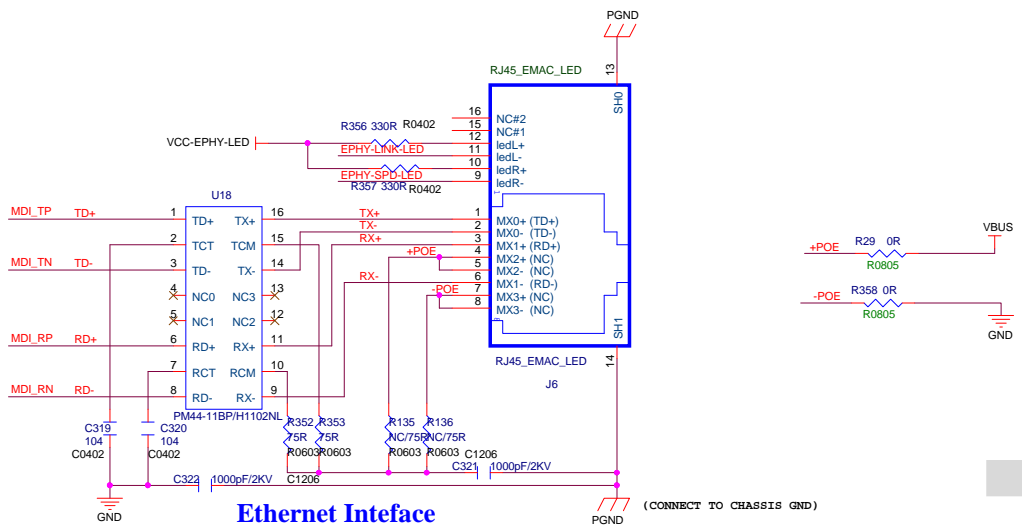 PGND
RJ45_EMAC_LED
13
SH0
16 NC#2
15 NC#1
12 ledL+
11 ledL-
10 ledR+
9 ledR-
R356 330R R0402
VCC-EPHY-LED
EPHY-LINK-LED
EPHY-SPD-LED
R357 330R R0402
U18
MDI_TP TD+ 1 TD+ TX+ 16 TX+ 1 MX0+ (TD+)
TX- 2 MX0- (TD-)
2 TCT TCM 15 RX+ 3 MX1+ (RD+)
+POE 4 MX2+ (NC)
MDI_TN TD- 3 TD- TX- 14 5 MX2- (NC)
RX- 6 MX1- (RD-)
4 NC0 NC3 13 -POE 7 MX3+ (NC)
8 MX3- (NC)
5 NC1 NC2 12
MDI_RP RD+ 6 RD+ RX+ 11
7 RCT RCM 10
MDI_RN RD- 8 RD- RX- 9
PM44-11BP/H1102NL
SH1
14
RJ45_EMAC_LED
J6
VBUS
+POE R29 0R
R0805
-POE R358 0R
R0805
GND
C319
104
C0402
C320
104
C0402
R352
75R
R0603
R353
75R
R0603
R135
NC/75R
R0603
R136
NC/75R
R0603
C1206
C321 1000pF/2KV
C322 1000pF/2KV C1206
GND
Ethernet Inteface
PGND
(CONNECT TO CHASSIS GND)